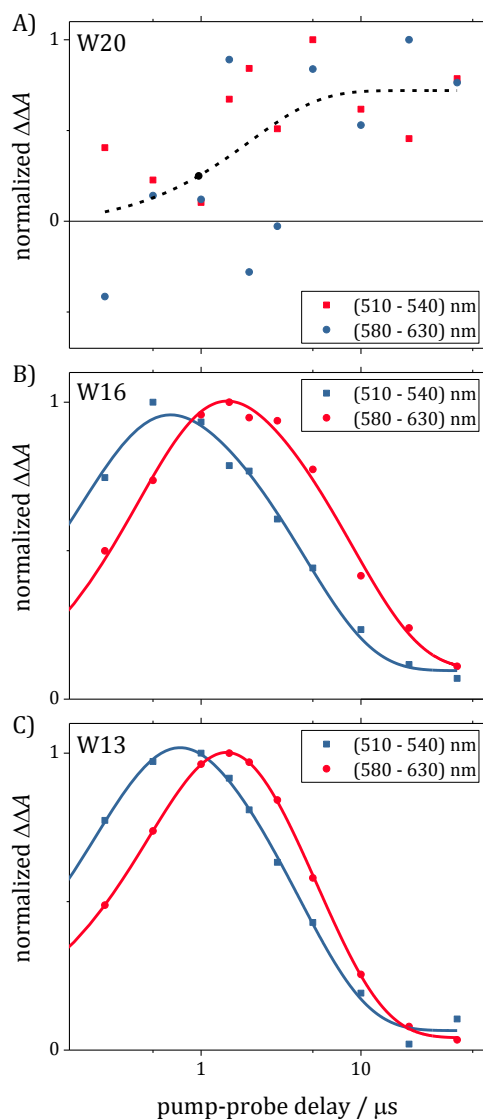 A)
W20
1
normalized ΔΔA
0
(510 - 540) nm
(580 - 630) nm
B)
W16
(510 - 540) nm
(580 - 630) nm
1
normalized ΔΔA
0
C)
W13
(510 - 540) nm
(580 - 630) nm
1
normalized ΔΔA
0
1 10
pump-probe delay / μs